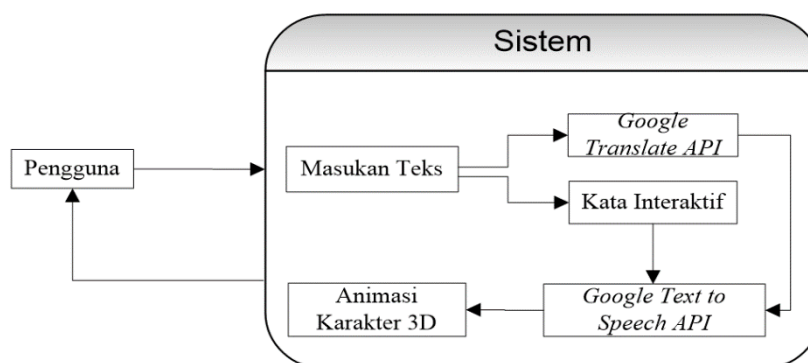 Sistem
Pengguna
Masukan Teks
Google
Translate API
Kata Interaktif
Animasi
Karakter 3D
Google Text to
Speech API